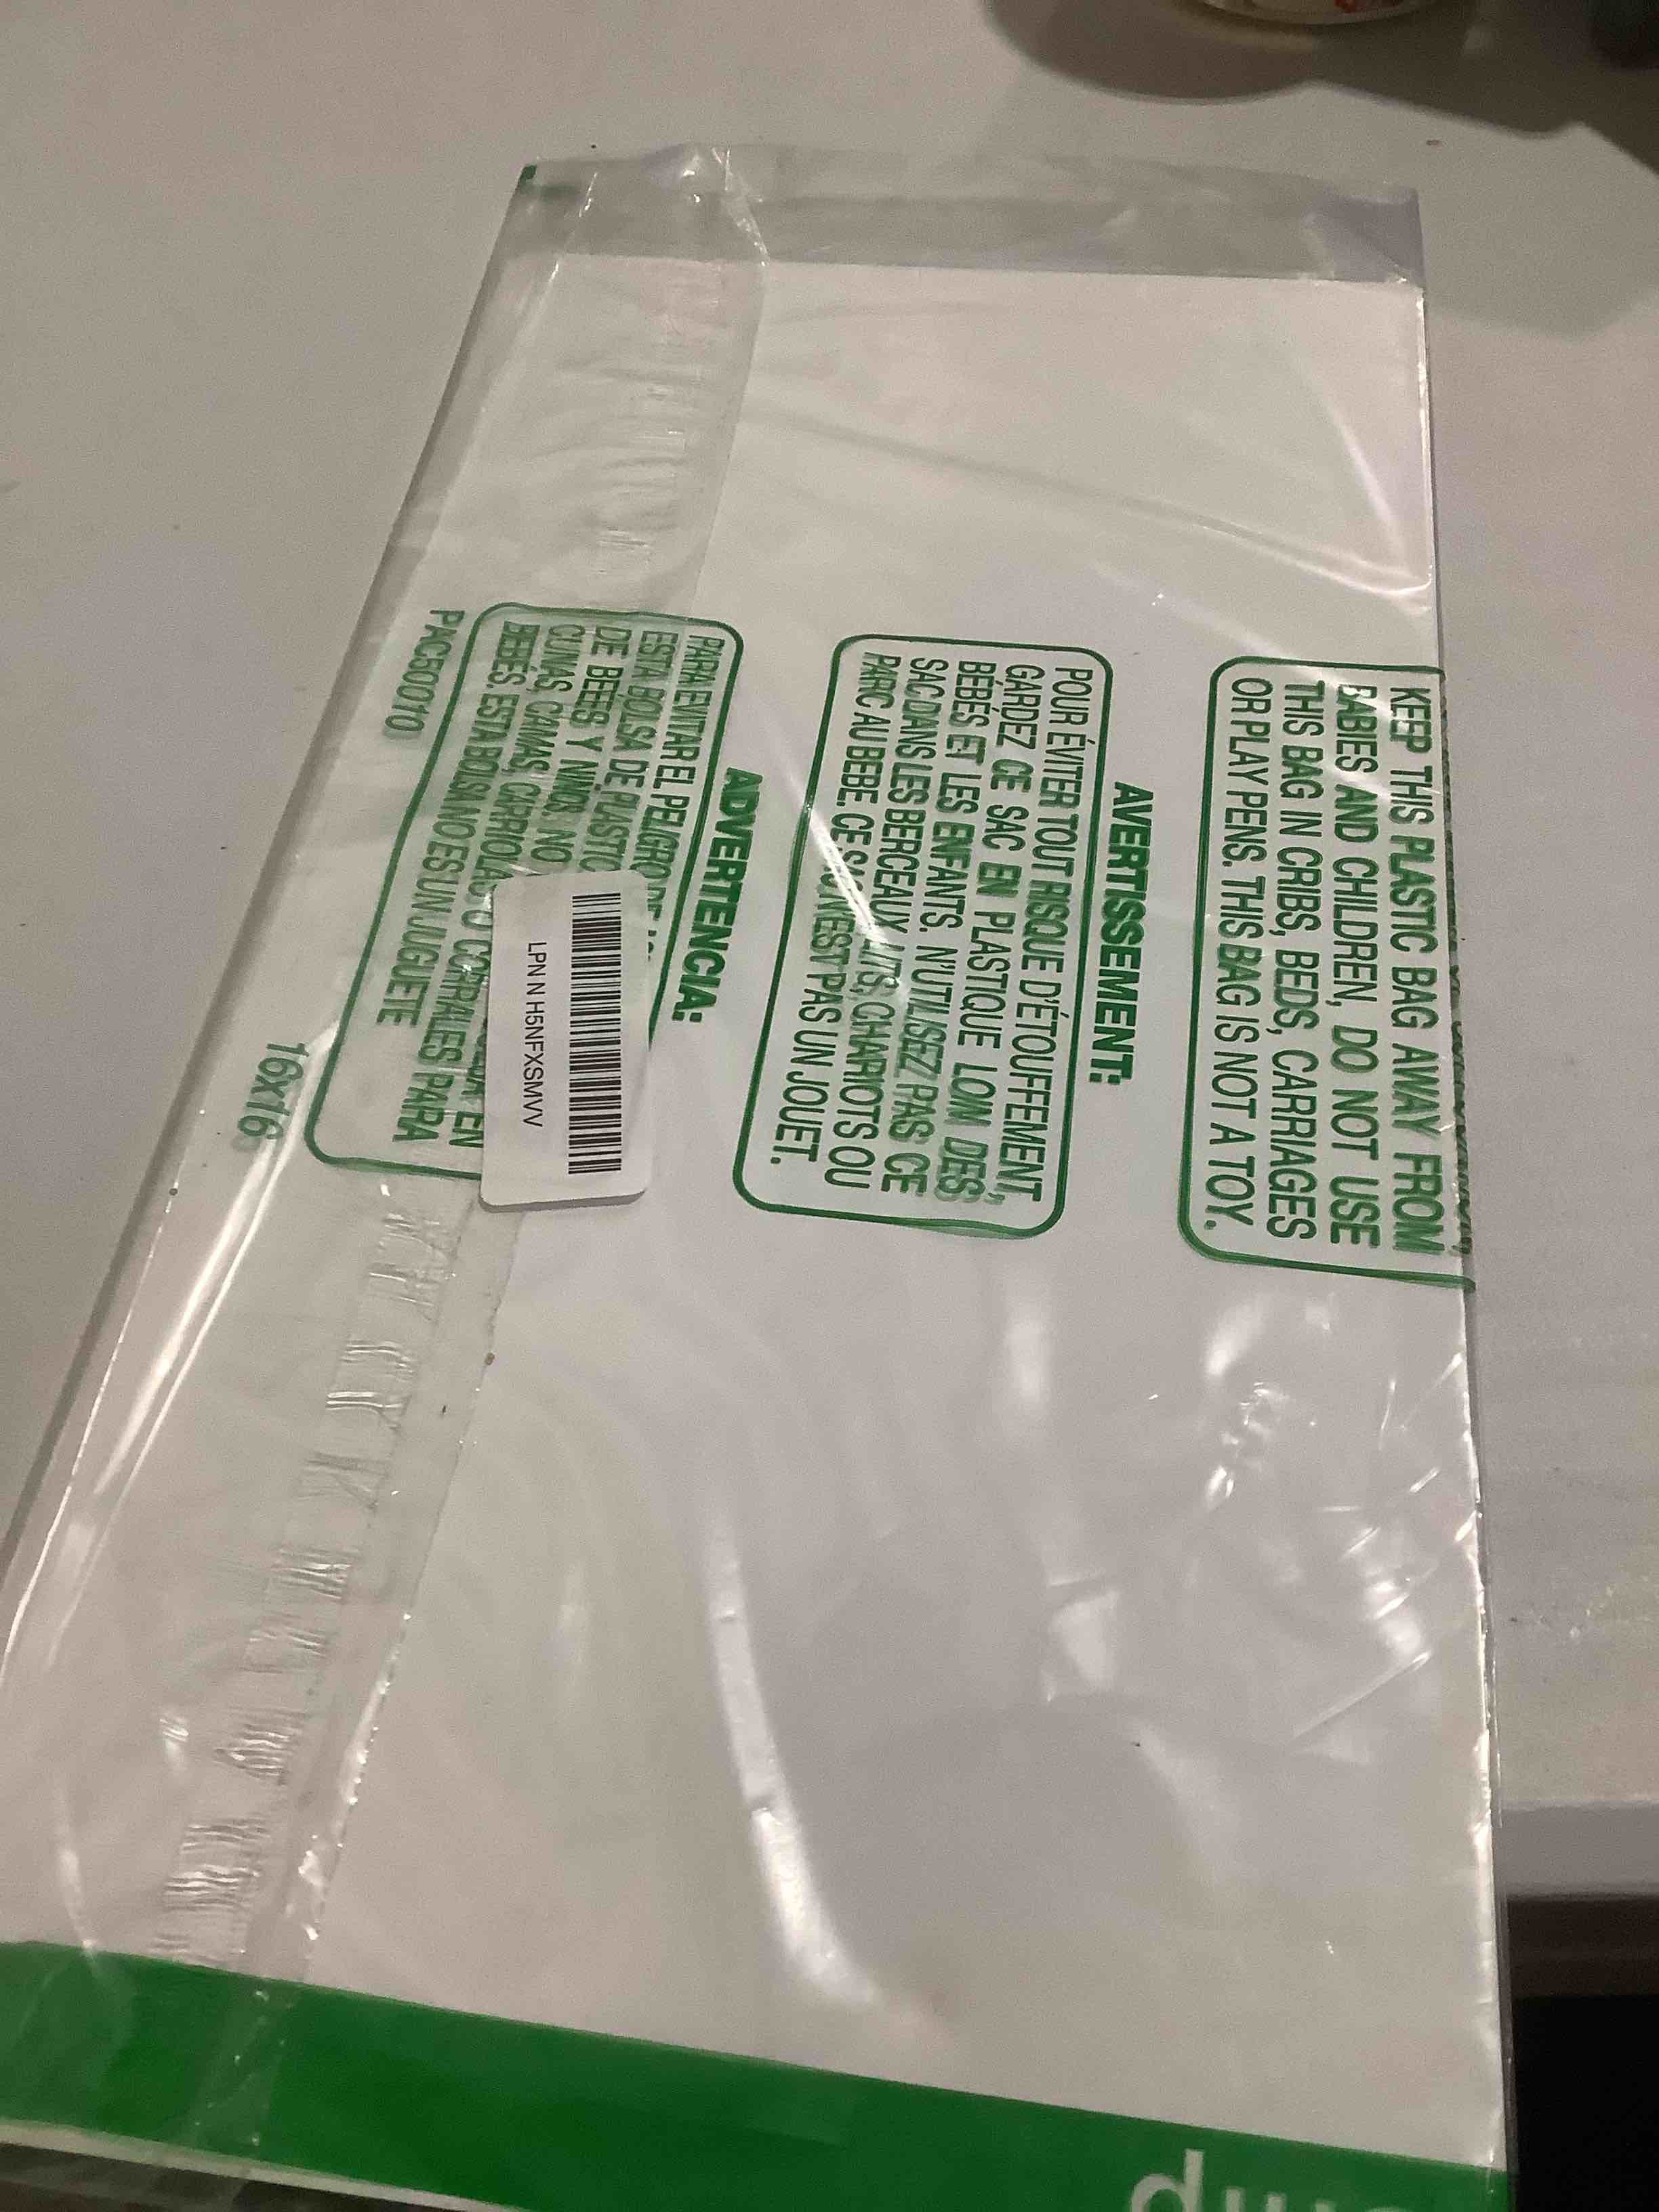 KEEP THIS PLASTIC BAG AWAY FROM
BABIES AND CHILDREN, DO NOT USE
THIS BAG IN CRIBS, BEDS, CARRIAGES
OR PLAY PENS. THIS BAG IS NOT A TOY.
AVERTISSEMENT:
POUR ÉVITER TOUT RISQUE D'ÉTOUFFEMENT,
GARDEZ CE SAC EN PLASTIQUE LOIN DES
BÉBÉS ET LES ENFANTS. N'UTILISEZ PAS CE
SAC DANS LES BERCEAUX, LITS, CHARIOTS OU
PARC AU BEBE. CE SAC N'EST PAS UN JOUET.
ADVERTENCIA:
PARA EVITAR EL PELIGRO DE
ESTA BOLSA DE PLASTIC
DE BEBES Y NIÑOS. NO
CUNAS, CAMAS, CARRIOLAS O CORRALES PARA
BEBÉS. ESTA BOLSA NO ES UN JUGUETE
PAC50010
16x16
LPN N H5NFXSMVV